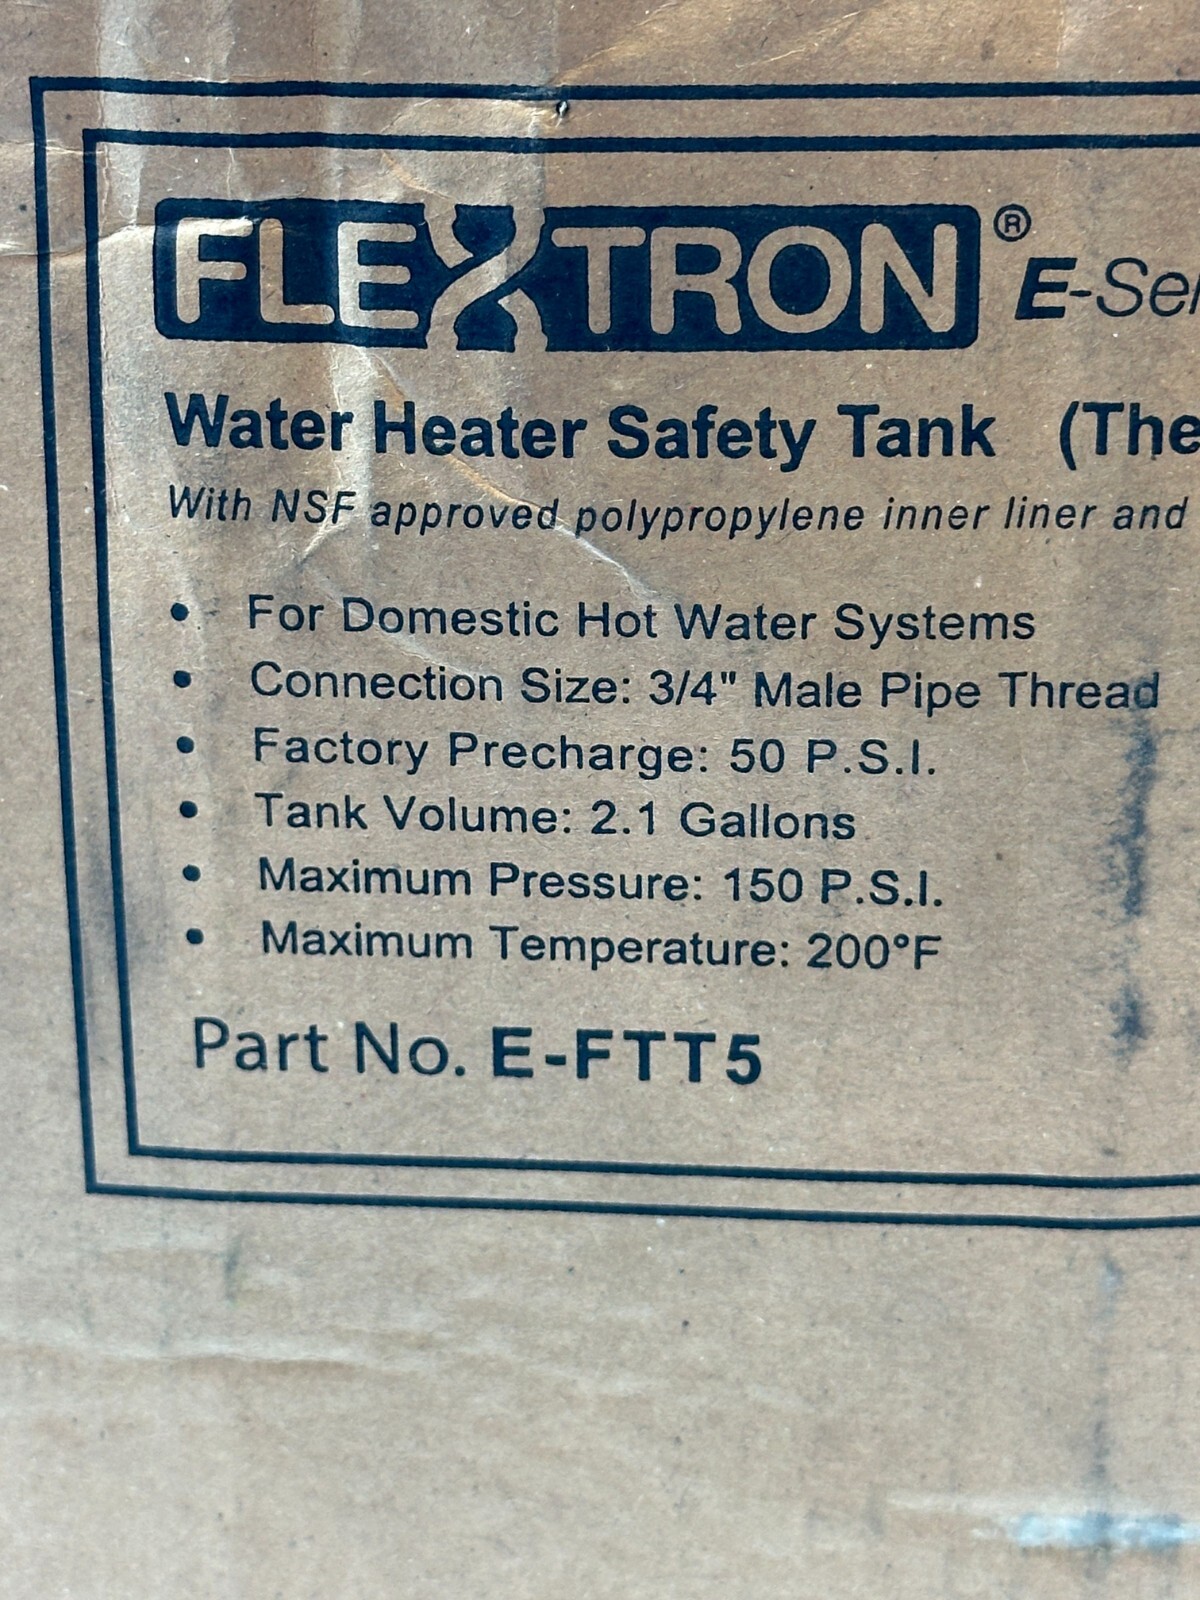 FLEXTRON®
Water Heater Safety Tank (The
With NSF approved polypropylene inner liner and
• For Domestic Hot Water Systems
• Connection Size: 3/4" Male Pipe Thread
• Factory Precharge: 50 P.S.I.
• Tank Volume: 2.1 Gallons
• Maximum Pressure: 150 P.S.I.
• Maximum Temperature: 200°F
Part No. E-FTT5